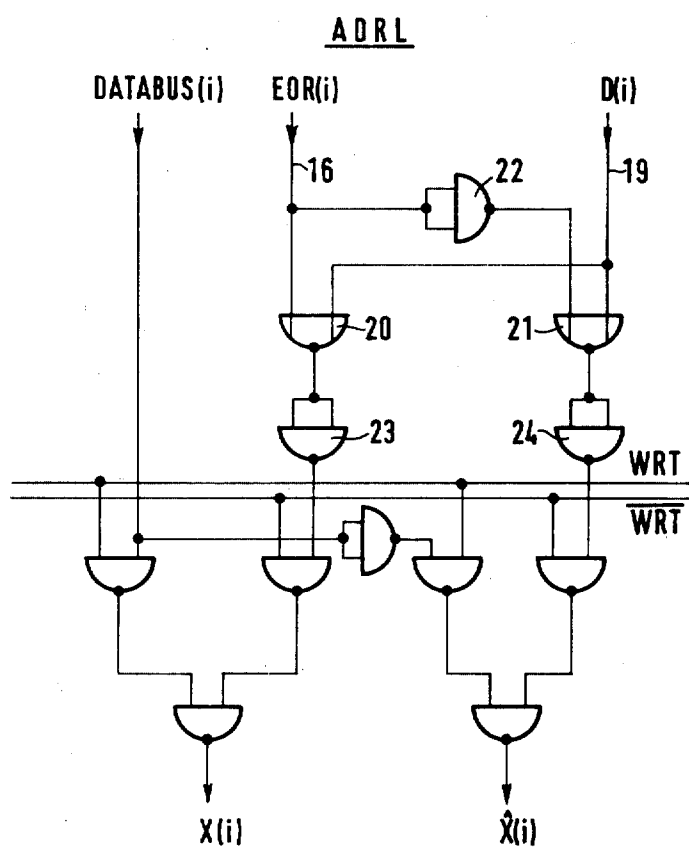 ADRL
DATABUS(i) EOR(i) D(i)
16 22 19
20 21
23 24
WRT
WRT
X(i) X̂(i)